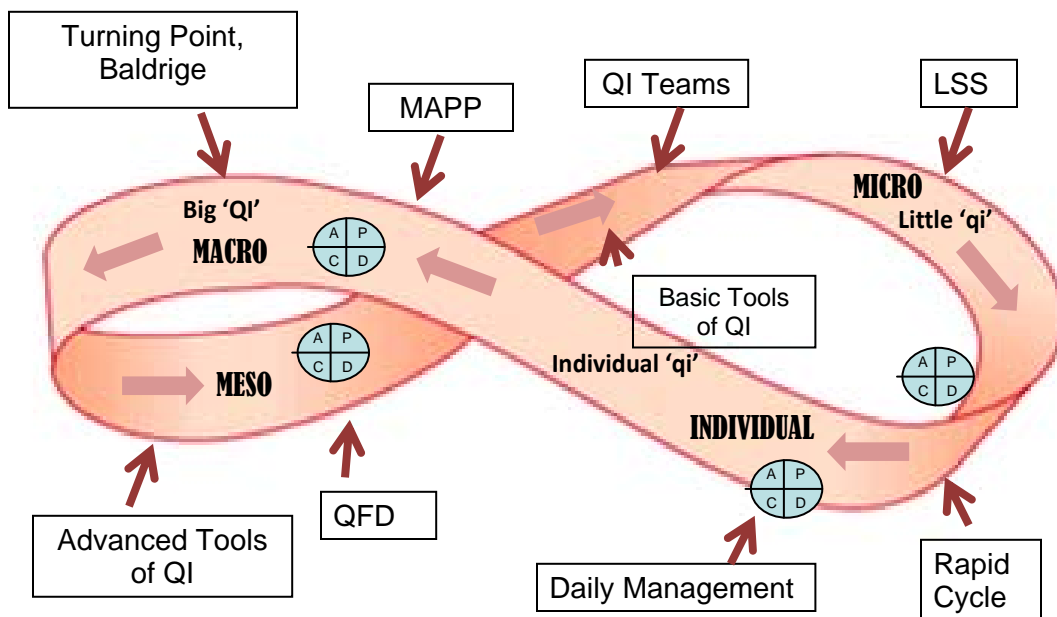 Turning Point,
Baldrige
MAPP
QI Teams
LSS
Big ‘QI’
MACRO
A P
C D
MICRO
Little ‘qi’
Basic Tools
of QI
Individual ‘qi’
A P
C D
MESO
A P
C D
INDIVIDUAL
A P
C D
QFD
Advanced Tools
of QI
Daily Management
Rapid
Cycle